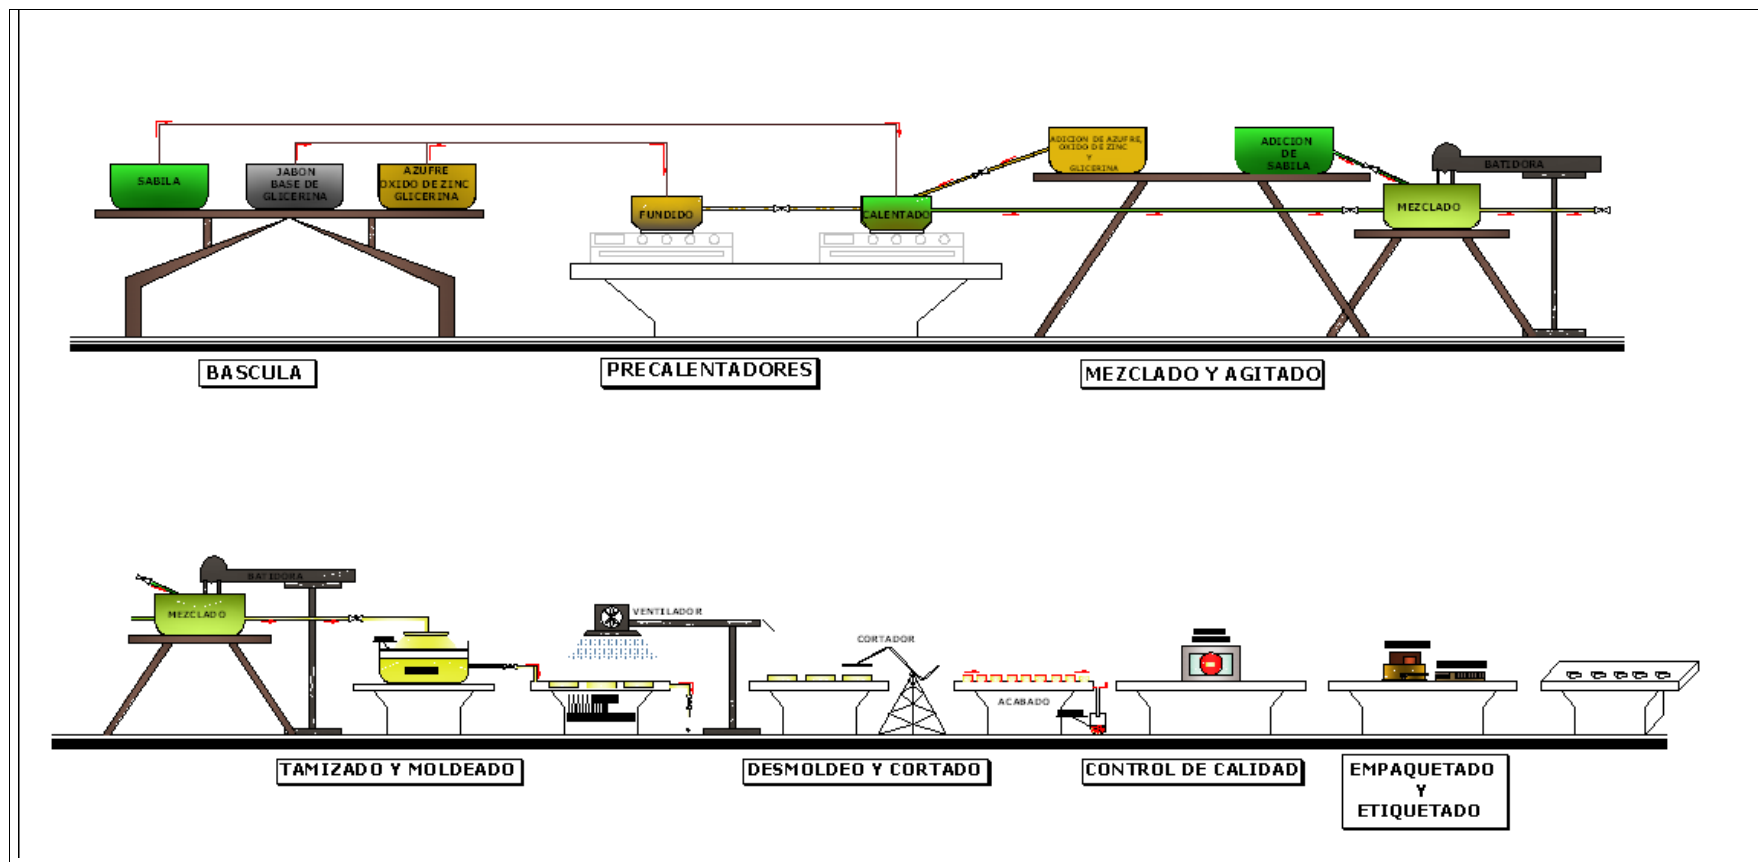 SABILA
JABON
BASE DE
GLICERINA
AZUFRE
OXIDO DE ZINC
GLICERINA
FUNDIDO
CALENTADO
ADICION DE AZUFRE,
OXIDO DE ZINC
Y
GLICERINA
ADICION
DE
SABILA
MEZCLADO
BATIDORA
BASCULA
PRECALENTADORES
MEZCLADO Y AGITADO
MEZCLADO
BATIDORA
VENTILADOR
CORTADOR
ACABADO
TAMIZADO Y MOLDEADO
DESMOLDEO Y CORTADO
CONTROL DE CALIDAD
EMPAQUETADO
Y
ETIQUETADO